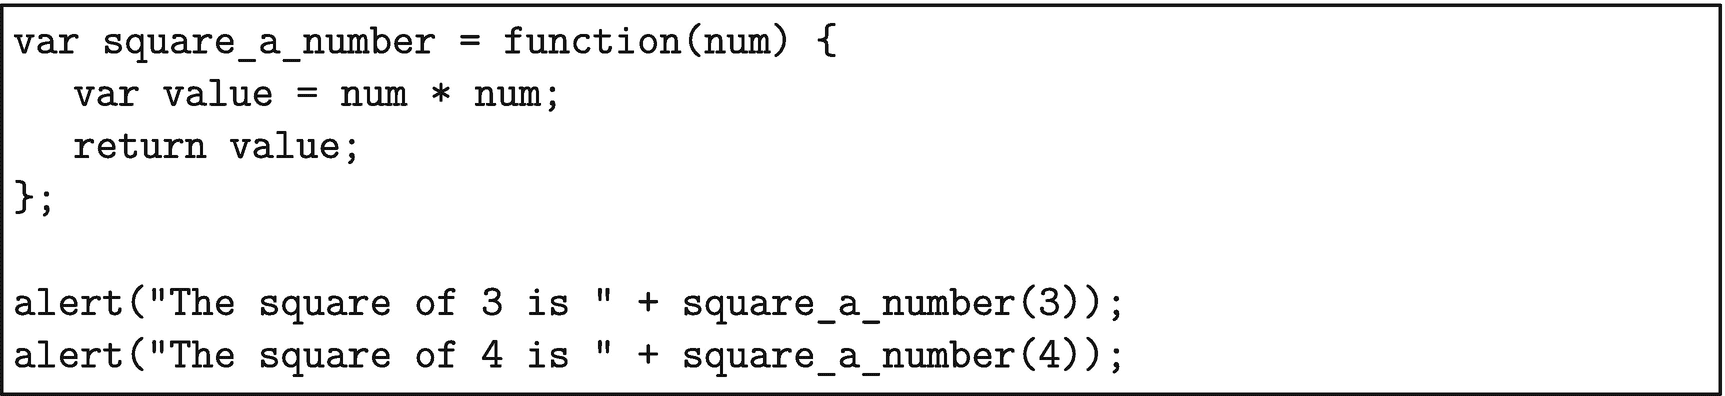 var square_a_number = function(num) {
   var value = num * num;
   return value;
};

alert("The square of 3 is " + square_a_number(3));
alert("The square of 4 is " + square_a_number(4));